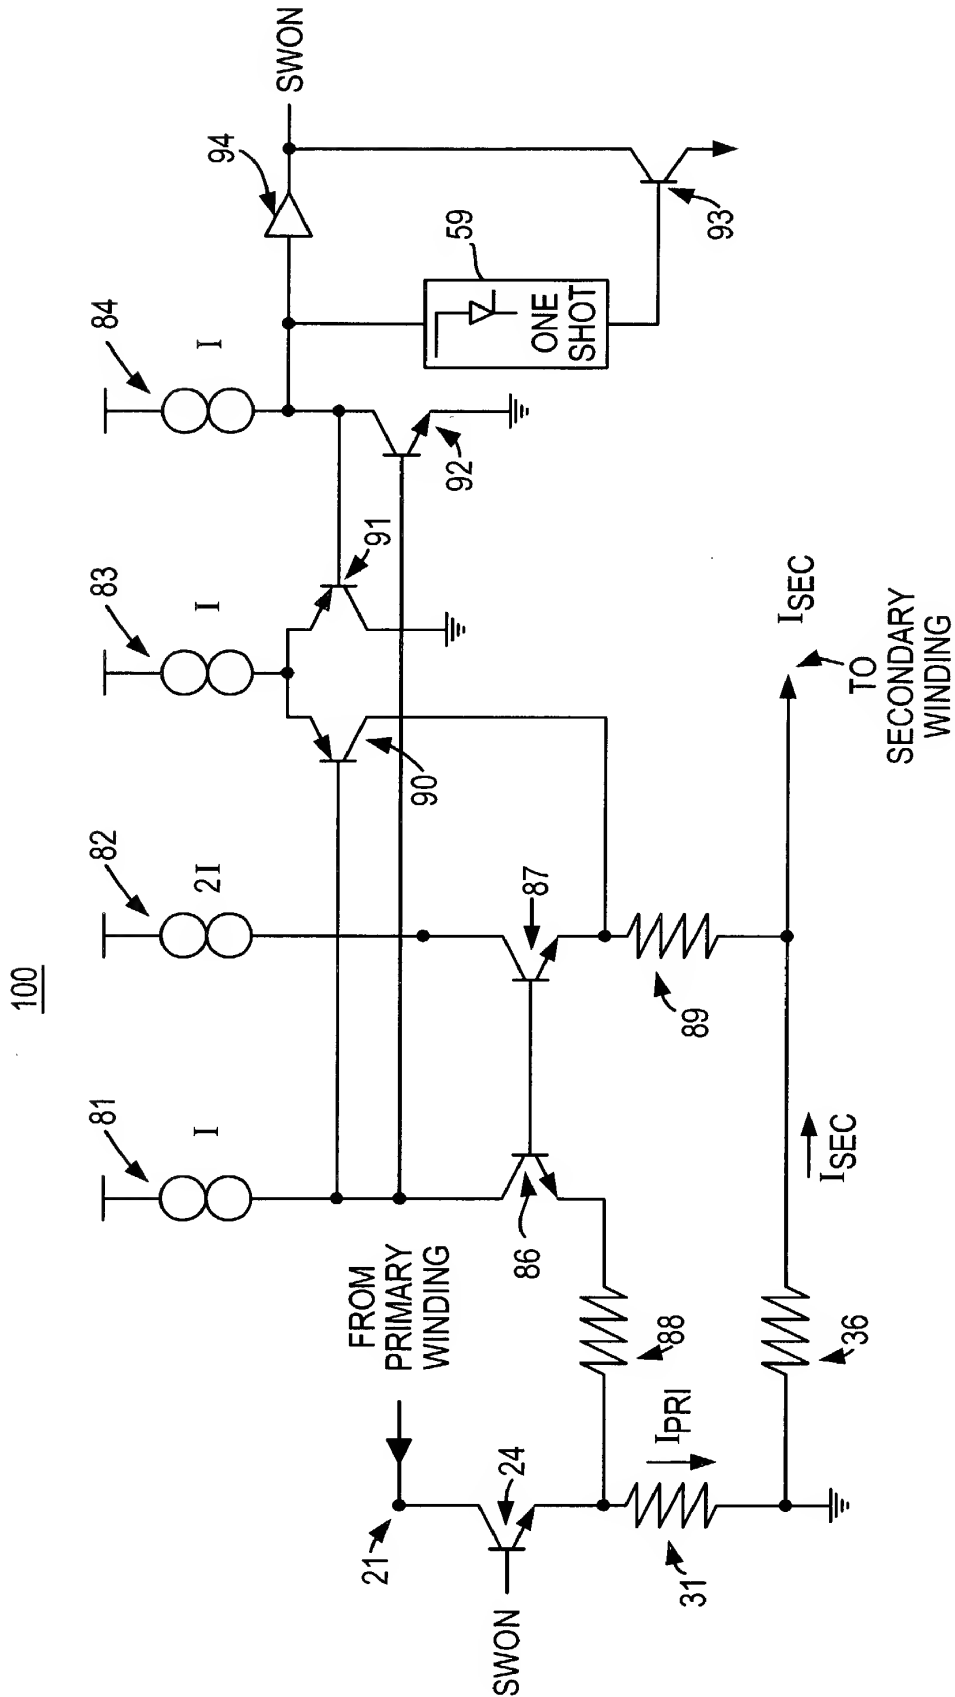 100
81
I
82
2I
83
I
84
I
94
SWON
59
ONE
SHOT
93
92
91
90
87
86
89
88
FROM
PRIMARY
WINDING
21
24
SWON
31
IPRI
36
ISEC
ISEC
TO
SECONDARY
WINDING